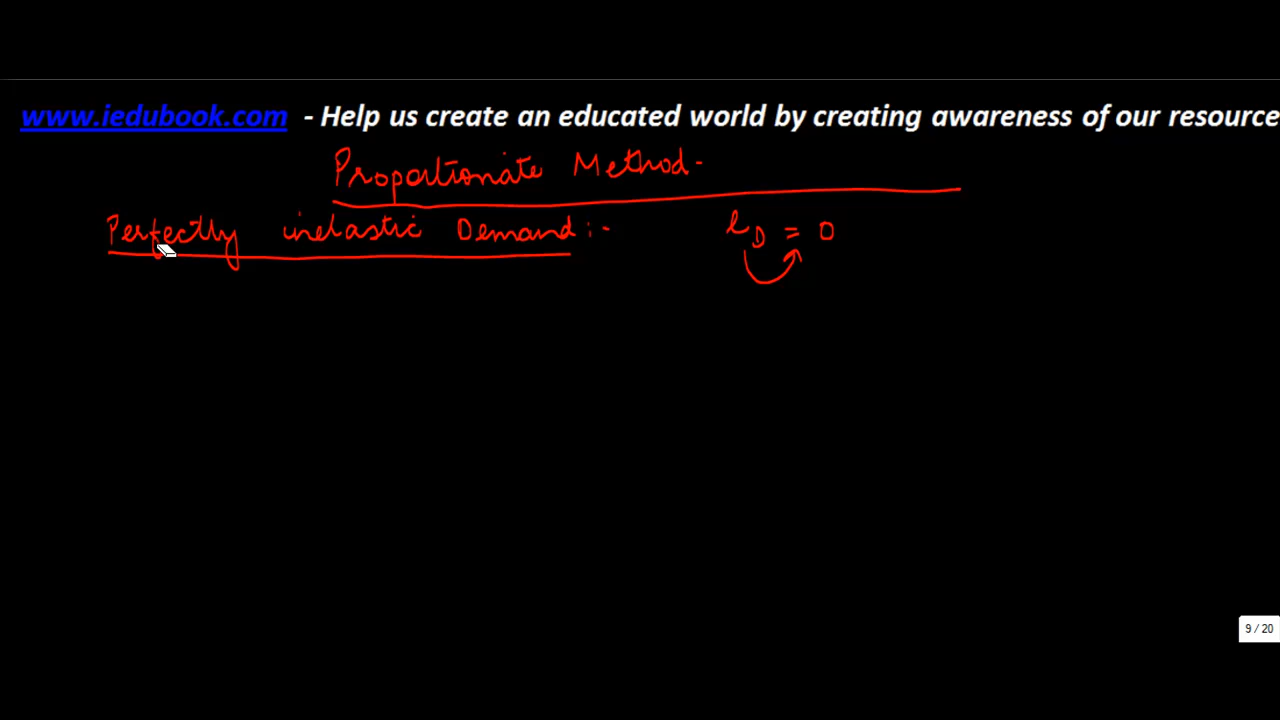 www.iedubook.com - Help us create an educated world by creating awareness of our resource
Proportionate Method-
Perfectly inelastic Demand:- eD = 0
9 / 20